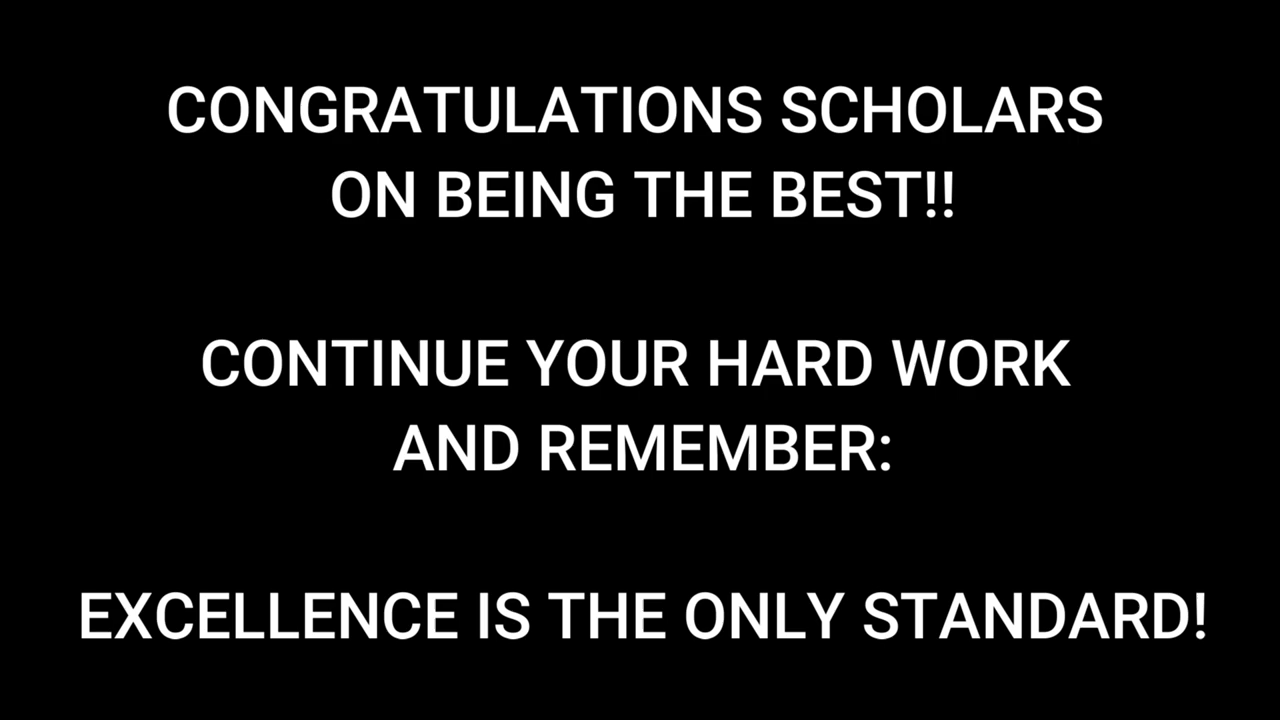 CONGRATULATIONS SCHOLARS
ON BEING THE BEST!!
CONTINUE YOUR HARD WORK
AND REMEMBER:
EXCELLENCE IS THE ONLY STANDARD!